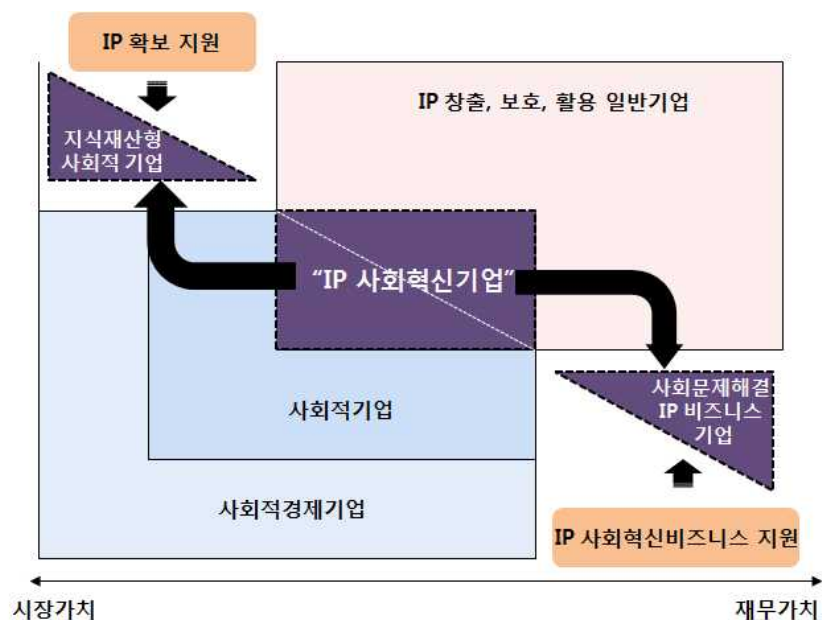 IP 확보 지원
IP 창출, 보호, 활용 일반기업
지식재산형
사회적 기업
“IP 사회혁신기업”
사회문제해결
IP 비즈니스
기업
사회적기업
사회적경제기업
IP 사회혁신비즈니스 지원
시장가치
재무가치